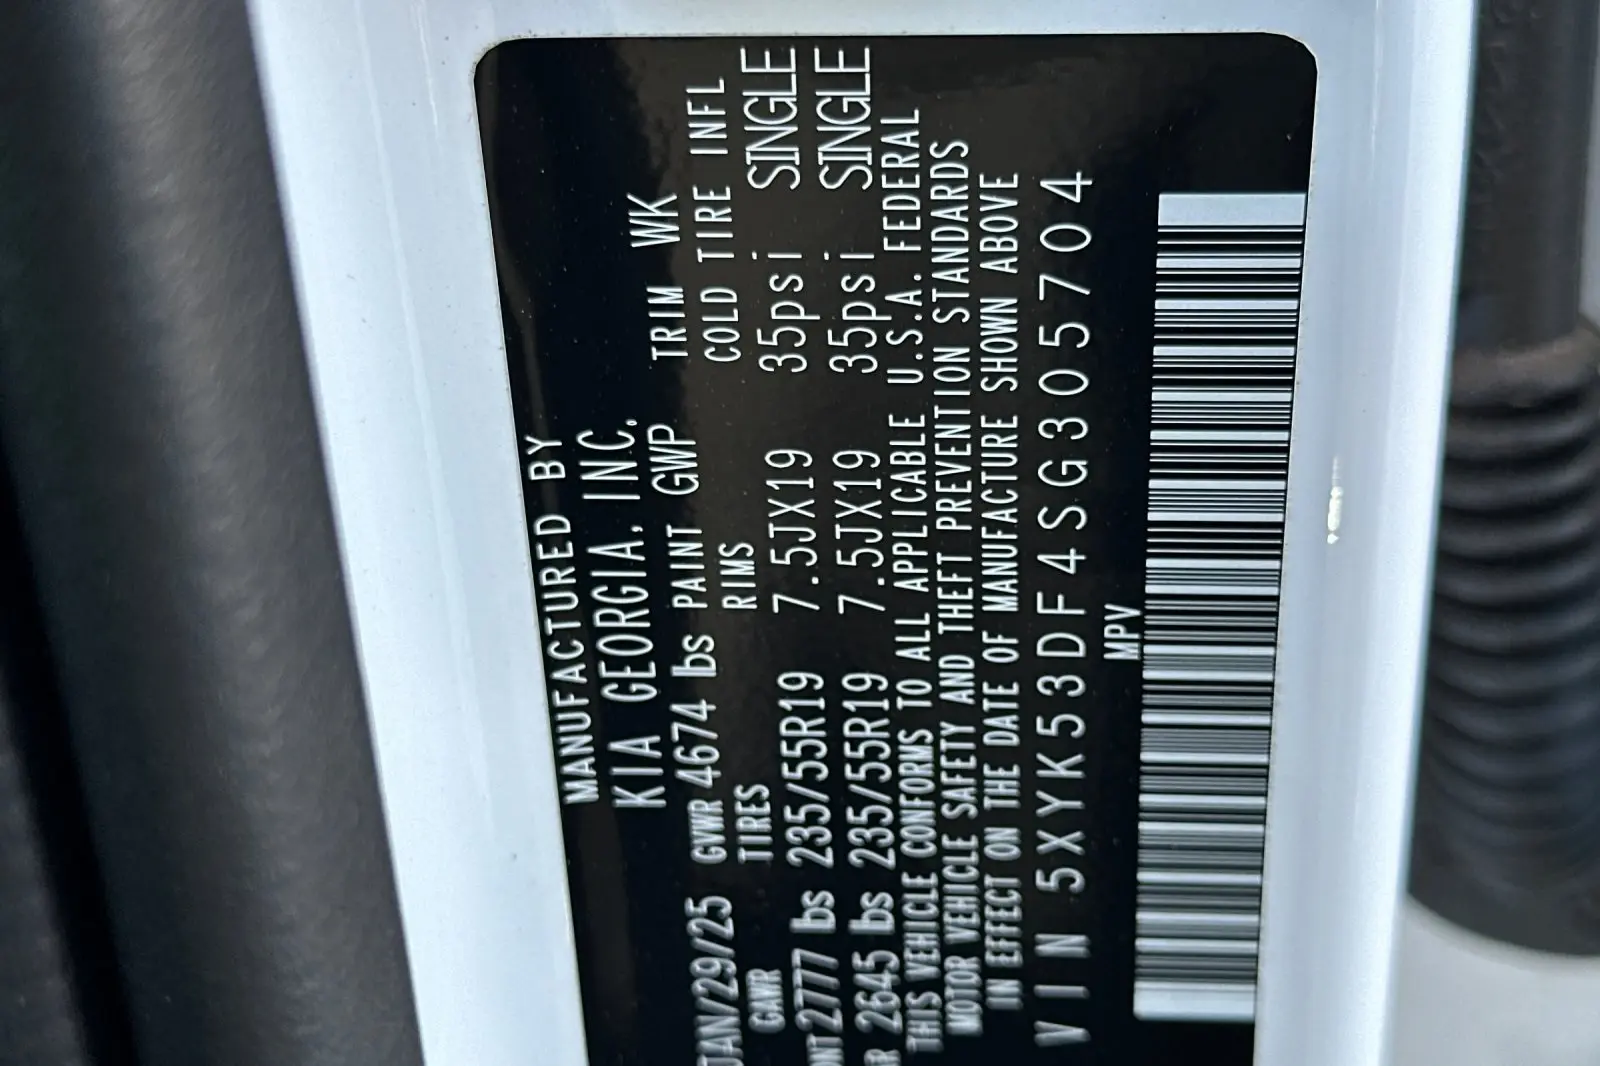 MANUFACTURED BY
KIA GEORGIA, INC.
JAN/29/25 GVWR 4674 lbs PAINT GWP TRIM WK
GAWR TIRES RIMS COLD TIRE INFL
2777 lbs 235/55R19 7.5JX19 35psi SINGLE
2645 lbs 235/55R19 7.5JX19 35psi SINGLE
THIS VEHICLE CONFORMS TO ALL APPLICABLE U.S.A. FEDERAL
MOTOR VEHICLE SAFETY AND THEFT PREVENTION STANDARDS
IN EFFECT ON THE DATE OF MANUFACTURE SHOWN ABOVE
VIN 5XYK53DF4SG305704
MPV